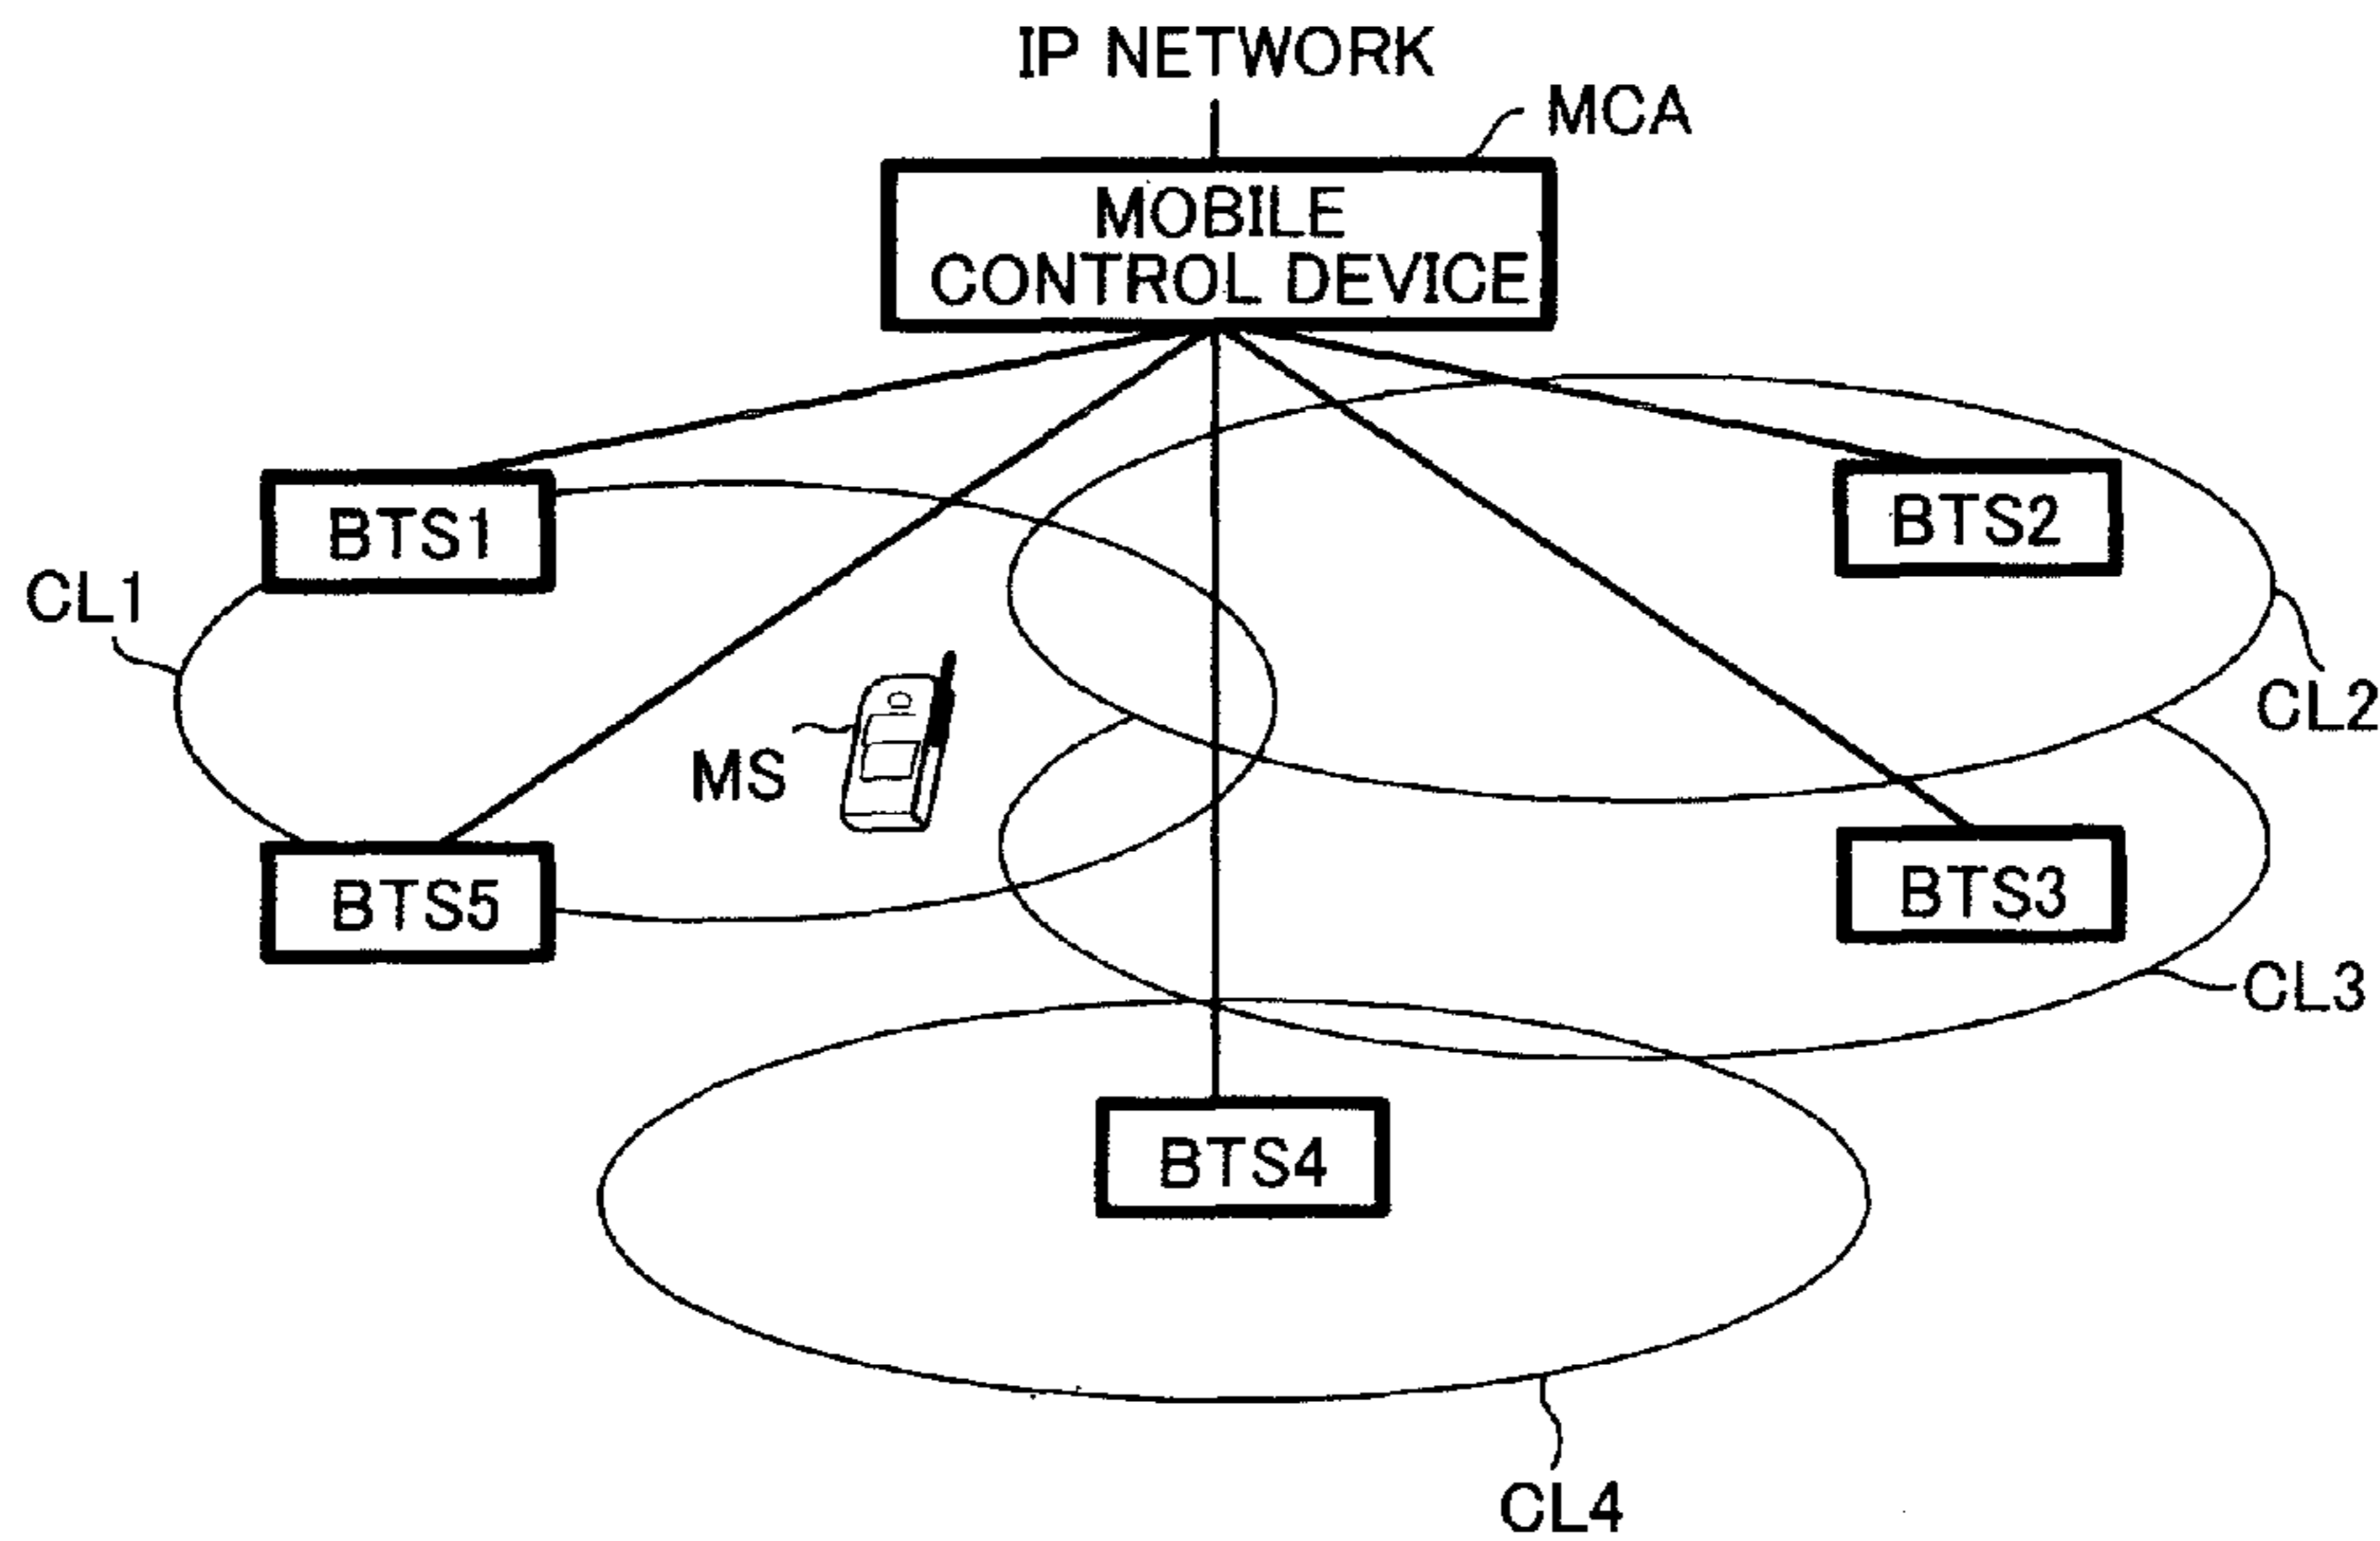 IP NETWORK
MCA
MOBILE
CONTROL DEVICE
BTS1
BTS2
CL1
CL2
MS
BTS5
BTS3
CL3
BTS4
CL4